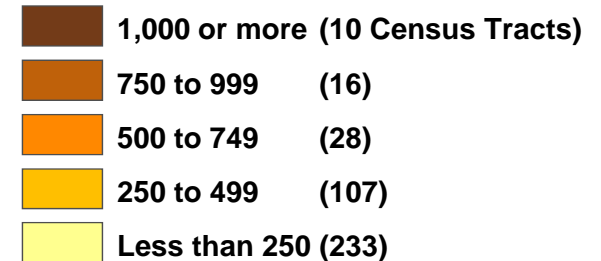 1,000 or more (10 Census Tracts)
750 to 999 (16)
500 to 749 (28)
250 to 499 (107)
Less than 250 (233)